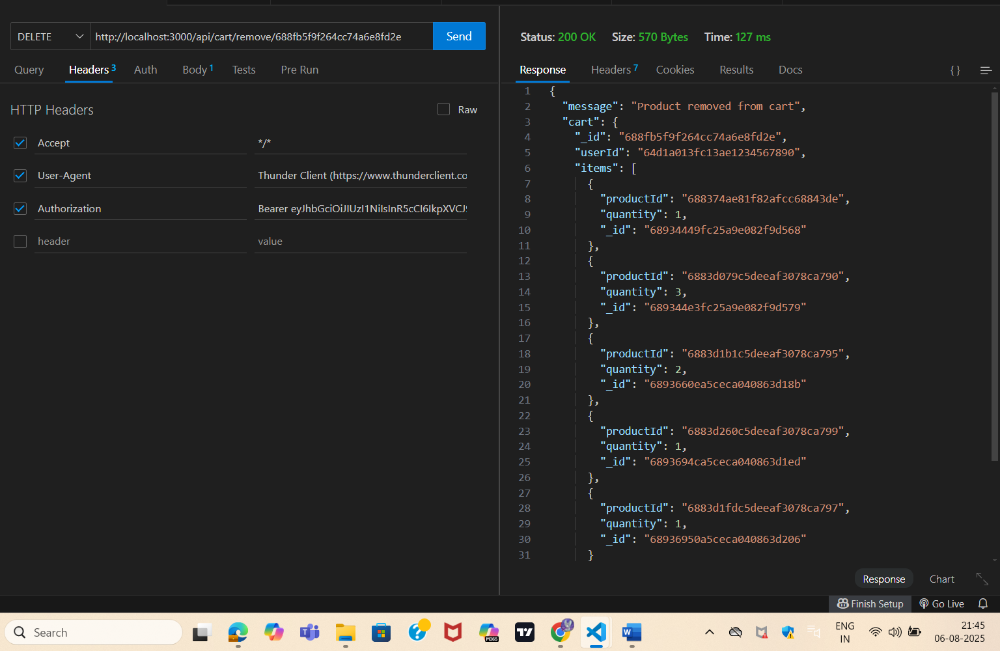 DELETE
http://localhost:3000/api/cart/remove/688fb5f9f264cc74a6e8fd2e
Send
Query
Headers 3
Auth
Body 1
Tests
Pre Run
HTTP Headers
Raw
Accept
*/*
User-Agent
Thunder Client (https://www.thunderclient.co
Authorization
Bearer eyJhbGciOiJIUzI1NiIsInR5cCI6IkpXVCJ9
header
value
Status: 200 OK Size: 570 Bytes Time: 127 ms
Response
Headers 7
Cookies
Results
Docs
{}
1 {
2 "message": "Product removed from cart",
3 "cart": {
4 "_id": "688fb5f9f264cc74a6e8fd2e",
5 "userId": "64d1a013fc13ae1234567890",
6 "items": [
7 {
8 "productId": "688374ae81f82afcc68843de",
9 "quantity": 1,
10 "_id": "68934449fc25a9e082f9d568"
11 },
12 {
13 "productId": "6883d079c5deeaf3078ca790",
14 "quantity": 3,
15 "_id": "689344e3fc25a9e082f9d579"
16 },
17 {
18 "productId": "6883d1b1c5deeaf3078ca795",
19 "quantity": 2,
20 "_id": "6893660ea5ceca040863d18b"
21 },
22 {
23 "productId": "6883d260c5deeaf3078ca799",
24 "quantity": 1,
25 "_id": "6893694ca5ceca040863d1ed"
26 },
27 {
28 "productId": "6883d1fdc5deeaf3078ca797",
29 "quantity": 1,
30 "_id": "68936950a5ceca040863d206"
31 }
Response
Chart
Finish Setup
Go Live
Search
M365
ENG
IN
21:45
06-08-2025